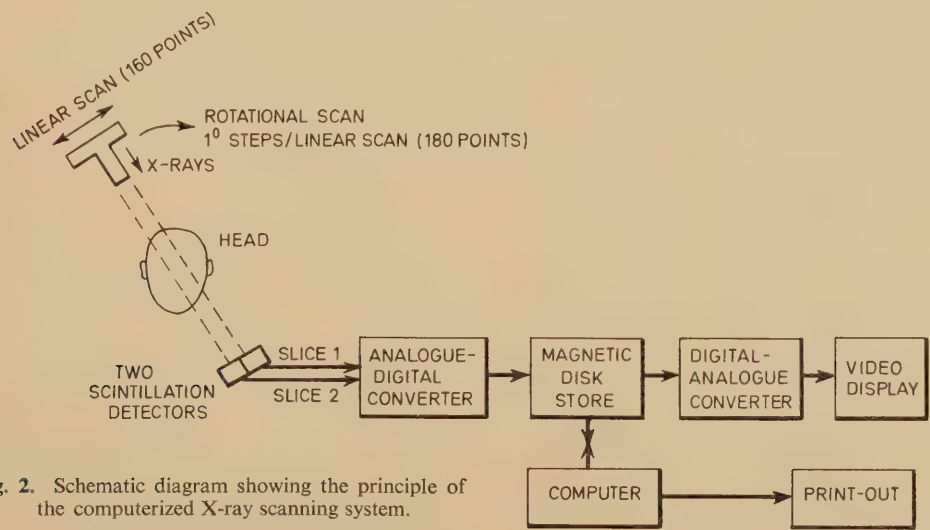 LINEAR SCAN (160 POINTS)
ROTATIONAL SCAN
1⁰ STEPS/LINEAR SCAN (180 POINTS)
X-RAYS
HEAD
TWO
SCINTILLATION
DETECTORS
SLICE 1
SLICE 2
ANALOGUE-
DIGITAL
CONVERTER
MAGNETIC
DISK
STORE
DIGITAL-
ANALOGUE
CONVERTER
VIDEO
DISPLAY
COMPUTER
PRINT-OUT
g. 2. Schematic diagram showing the principle of
the computerized X-ray scanning system.